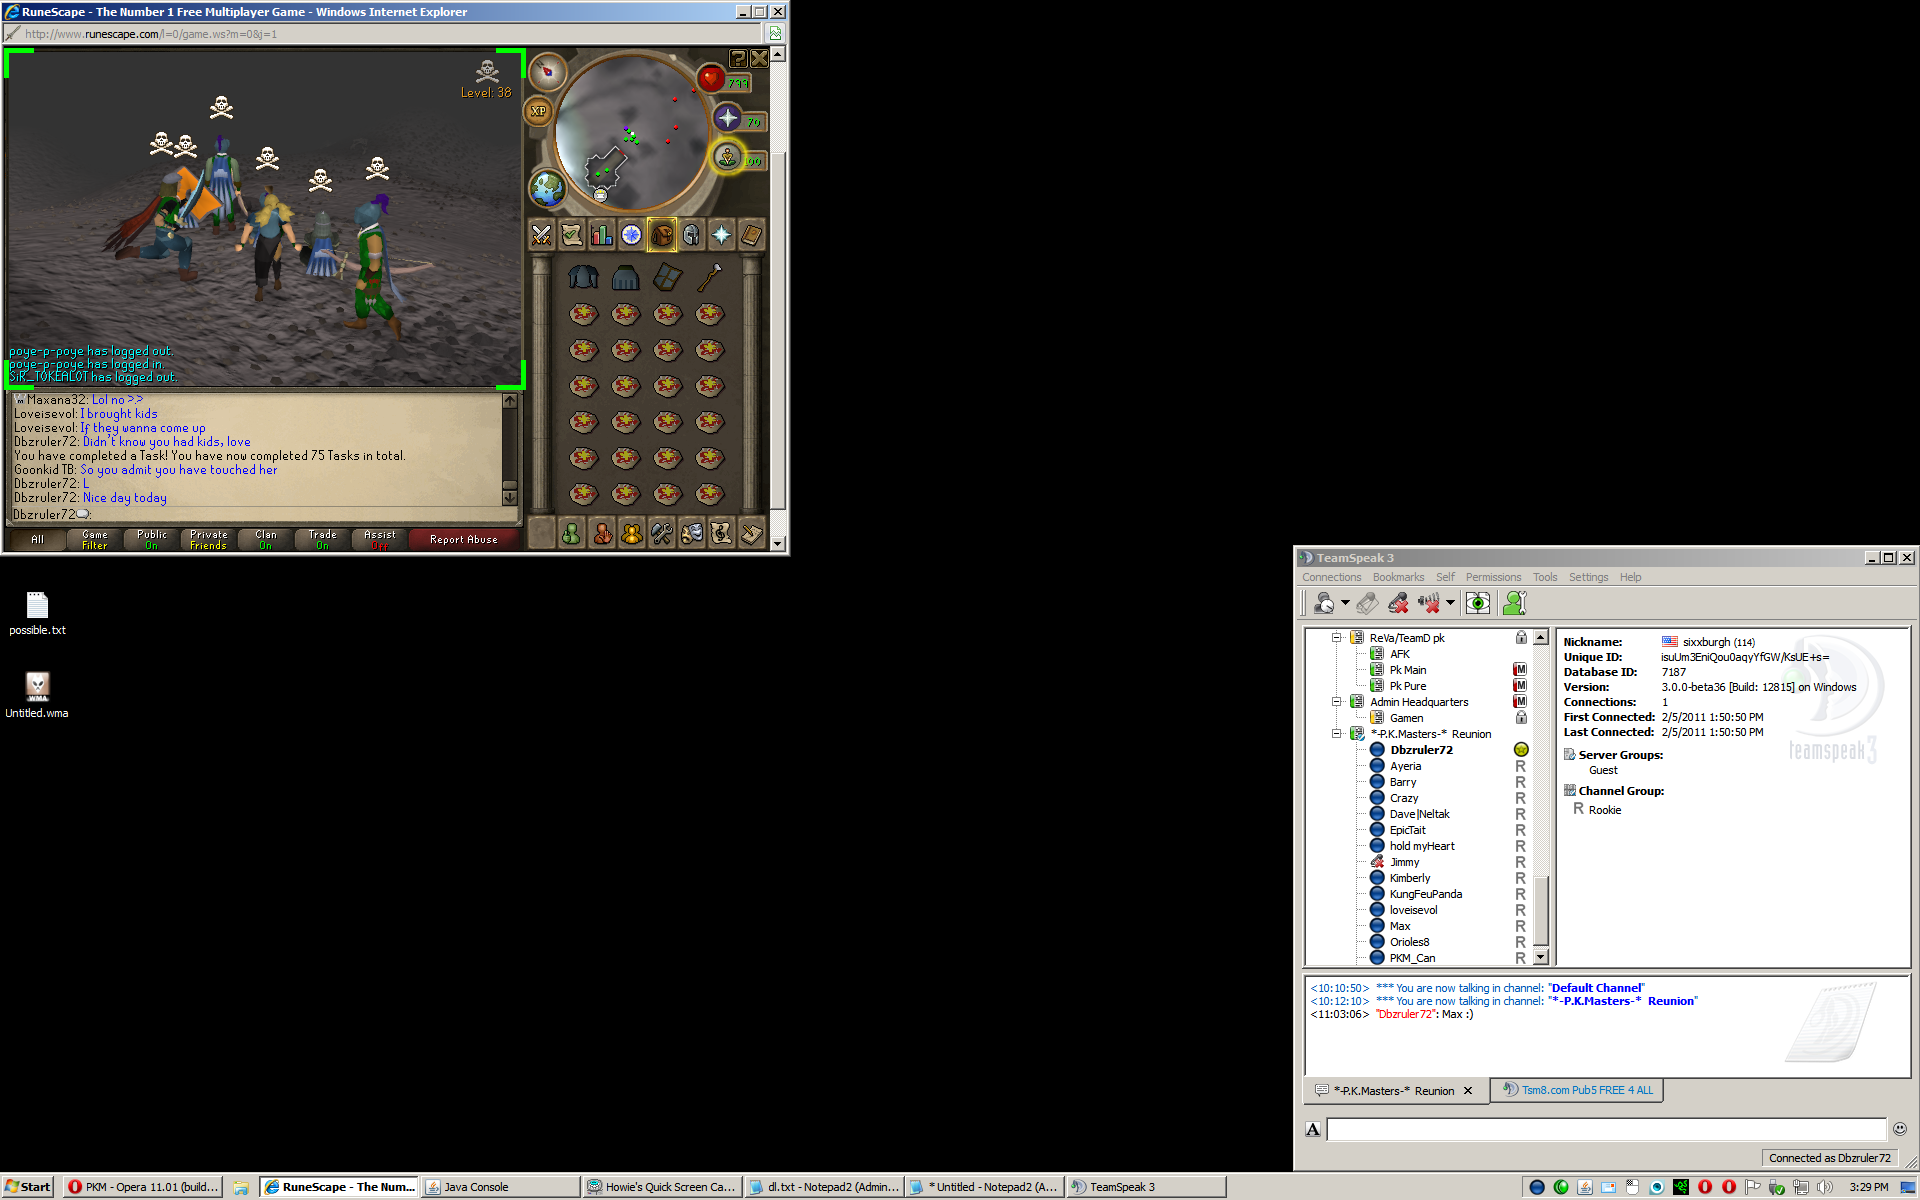 RuneScape - The Number 1 Free Multiplayer Game - Windows Internet Explorer
http://www.runescape.com/l=0/game.ws?m=0&j=1
Level: 38
799
XP
70
100
poye-p-poye has logged out.
poye-p-poye has logged in.
SiR_TOKEALOT has logged out.
Maxana32: Lol no >.>
Loveisevol: I brought kids
Loveisevol: If they wanna come up
Dbzruler72: Didn't know you had kids, love
You have completed a Task! You have now completed 75 Tasks in total.
Goonkid TB: So you admit you have touched her
Dbzruler72: L
Dbzruler72: Nice day today
Dbzruler72:
All
Game
Filter
Public
On
Private
Friends
Clan
On
Trade
On
Assist
Report Abuse
possible.txt
WMA
Untitled.wma
TeamSpeak 3
Connections Bookmarks Self Permissions Tools Settings Help
ReVa/TeamD pk
AFK
Pk Main M
Pk Pure M
Admin Headquarters M
Gamen
*-P.K.Masters-* Reunion
Dbzruler72
Ayeria R
Barry R
Crazy R
Dave|Neltak R
EpicTait R
hold myHeart R
Jimmy R
Kimberly R
KungFeuPanda R
loveisevol R
Max R
Orioles8 R
PKM_Can R
Nickname: sixxburgh (114)
Unique ID: isuUm3EniQou0aqyYfGW/KsUE+s=
Database ID: 7187
Version: 3.0.0-beta36 [Build: 12815] on Windows
Connections: 1
First Connected: 2/5/2011 1:50:50 PM
Last Connected: 2/5/2011 1:50:50 PM
teamspeak 3
Server Groups:
Guest
Channel Group:
R Rookie
<10:10:50> *** You are now talking in channel: "Default Channel"
<10:12:10> *** You are now talking in channel: "*-P.K.Masters-* Reunion"
<11:03:06> "Dbzruler72": Max :)
*-P.K.Masters-* Reunion
Tsm8.com Pub5 FREE 4 ALL
A
Connected as Dbzruler72
Start
PKM - Opera 11.01 (build...
RuneScape - The Num...
Java Console
Howie's Quick Screen Ca...
dl.txt - Notepad2 (Admin...
* Untitled - Notepad2 (A...
TeamSpeak 3
3:29 PM